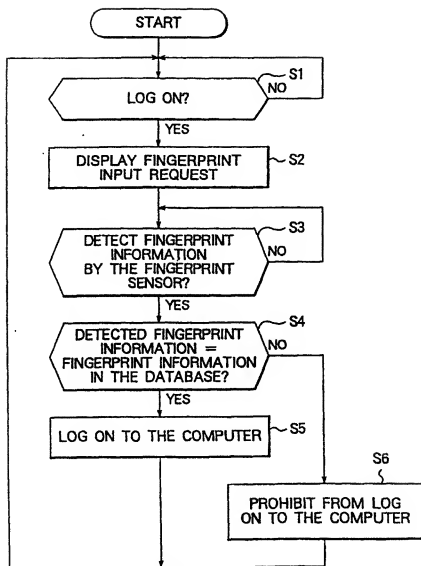 START
S1
LOG ON?
NO
YES
DISPLAY FINGERPRINT
INPUT REQUEST
S2
S3
DETECT FINGERPRINT
INFORMATION
BY THE FINGERPRINT
SENSOR?
NO
YES
S4
DETECTED FINGERPRINT
INFORMATION =
FINGERPRINT INFORMATION
IN THE DATABASE?
NO
YES
LOG ON TO THE COMPUTER
S5
S6
PROHIBIT FROM LOG
ON TO THE COMPUTER